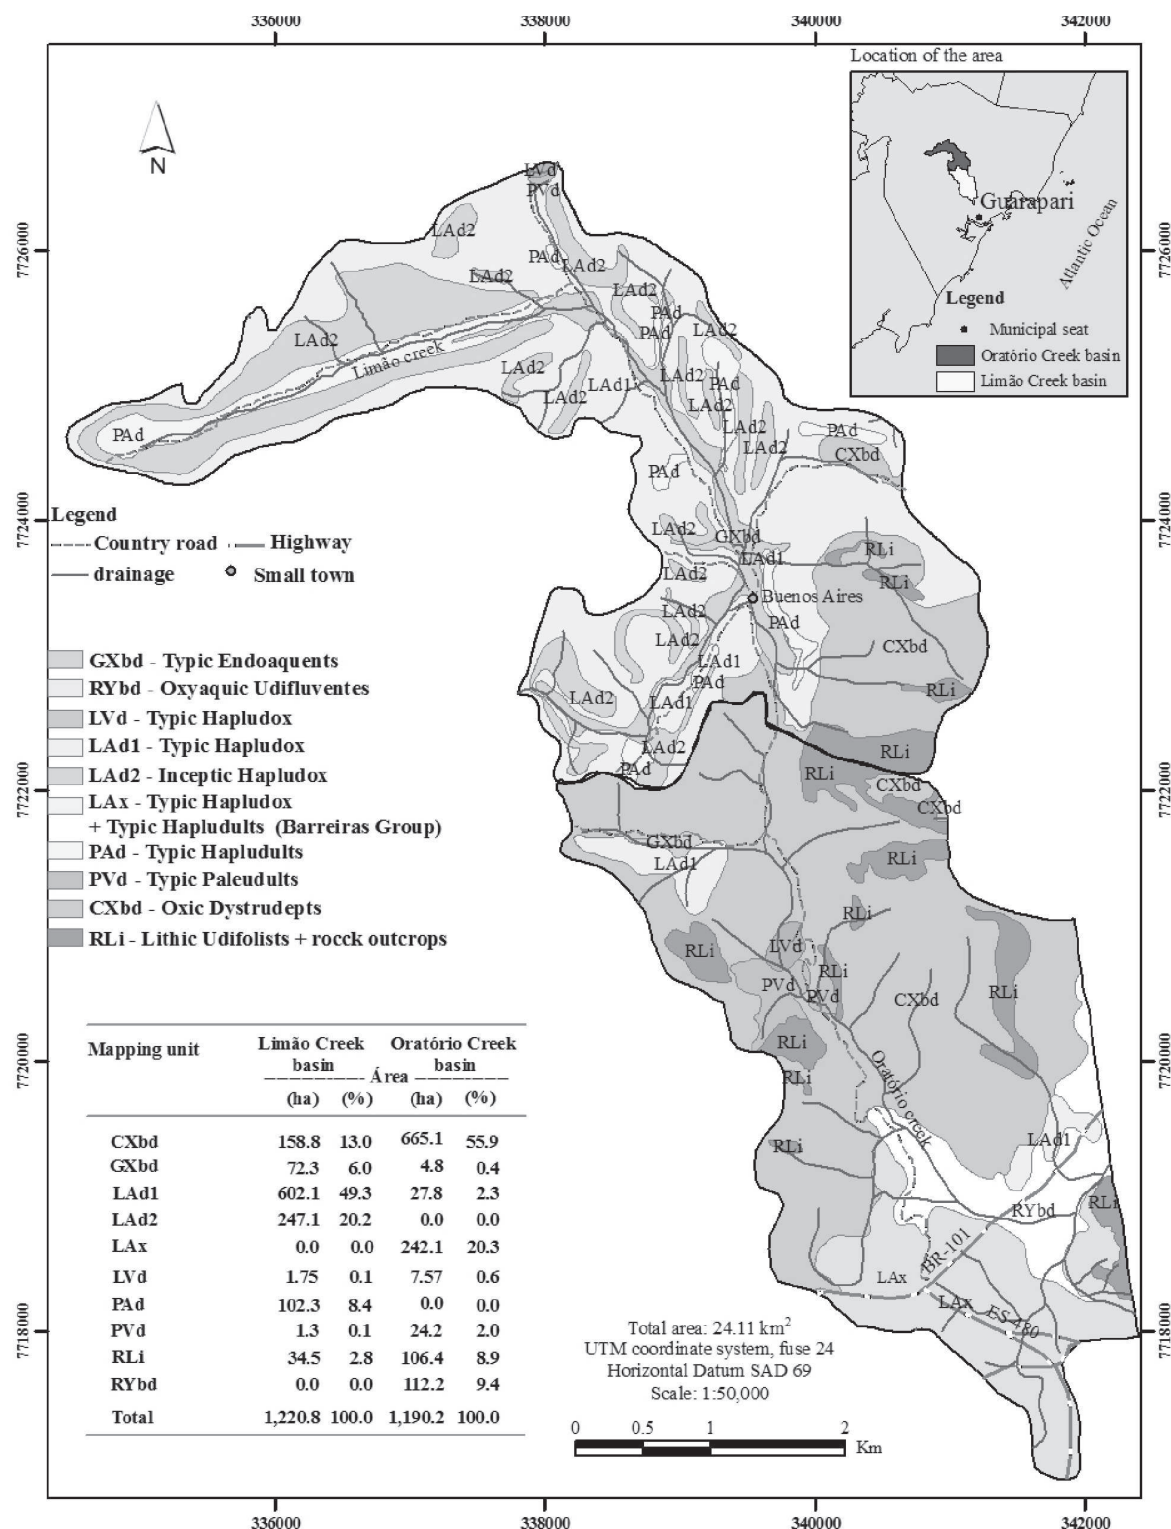 336000 338000 340000 342000
Location of the area
Guarapari
Atlantic Ocean
Legend
Municipal seat
Oratório Creek basin
Limão Creek basin
N
7726000 7726000
LVd
PVd
LAd2
PAd
LAd2
LAd2
LAd2
PAd
PAd
LAd2
LAd2
Limão creek
LAd2
LAd1
LAd2
PAd
LAd2
LAd2
PAd
LAd2
LAd2
PAd
CXbd
PAd
7724000 7724000
Legend
Country road
Highway
drainage
Small town
LAd2
GXbd
LAd1
RLi
LAd2
RLi
Buenos Aires
LAd2
PAd
LAd2
CXbd
LAd1
PAd
RLi
LAd2
LAd1
LAd2
RLi
PAd
RLi
CXbd
CXbd
7722000 7722000
GXbd - Typic Endoaquents
RYbd - Oxyaquic Udifluventes
LVd - Typic Hapludox
LAd1 - Typic Hapludox
LAd2 - Inceptic Hapludox
LAx - Typic Hapludox
+ Typic Hapludults (Barreiras Group)
PAd - Typic Hapludults
PVd - Typic Paleudults
CXbd - Oxic Dystrudepts
RLi - Lithic Udifolists + rocck outcrops
GXbd
LAd1
RLi
RLi
LVd
RLi
RLi
PVd
PVd
CXbd
RLi
RLi
RLi
Oratório creek
7720000 7720000
LAd1
RLi
RLi
RYbd
BR-101
LAx
LAx
ES-480
7718000 7718000
Mapping unit Limão Creek basin Oratório Creek basin
Área
(ha) (%) (ha) (%)
CXbd 158.8 13.0 665.1 55.9
GXbd 72.3 6.0 4.8 0.4
LAd1 602.1 49.3 27.8 2.3
LAd2 247.1 20.2 0.0 0.0
LAx 0.0 0.0 242.1 20.3
LVd 1.75 0.1 7.57 0.6
PAd 102.3 8.4 0.0 0.0
PVd 1.3 0.1 24.2 2.0
RLi 34.5 2.8 106.4 8.9
RYbd 0.0 0.0 112.2 9.4
Total 1,220.8 100.0 1,190.2 100.0
Total area: 24.11 km²
UTM coordinate system, fuse 24
Horizontal Datum SAD 69
Scale: 1:50,000
0 0.5 1 2
Km
336000 338000 340000 342000